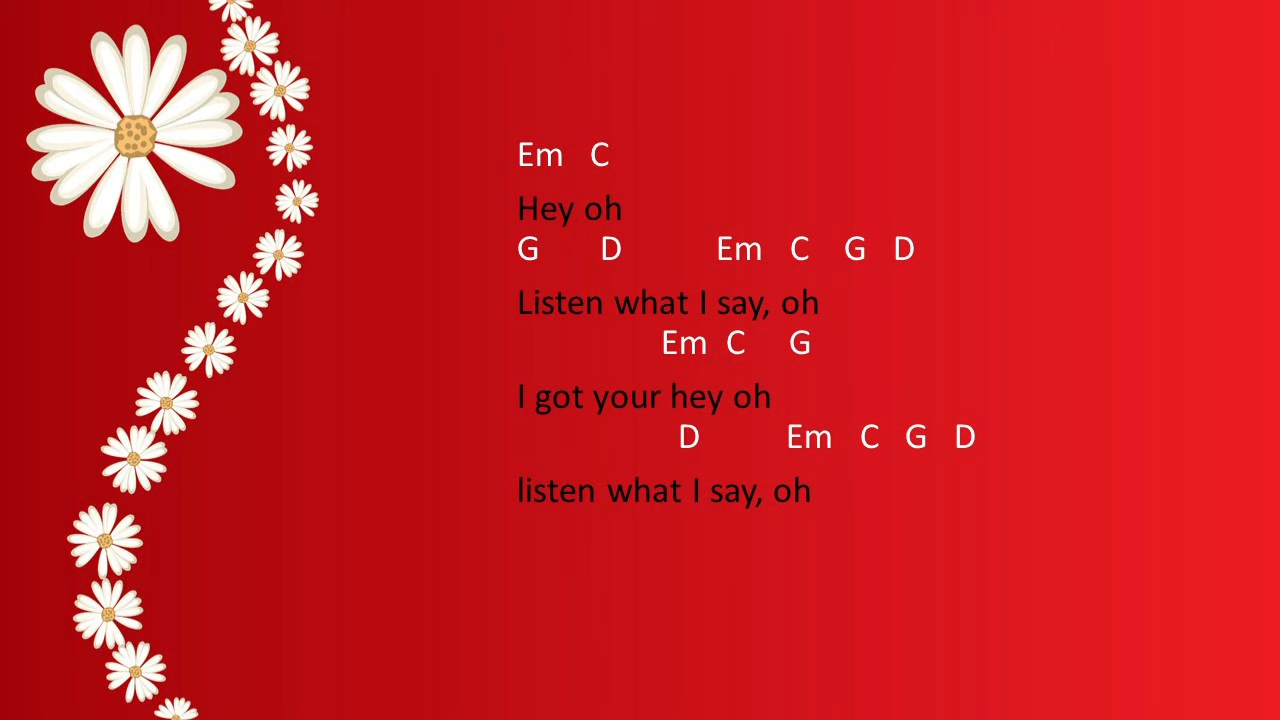 Em C
Hey oh
G D Em C G D
Listen what I say, oh
Em C G
I got your hey oh
D Em C G D
listen what I say, oh